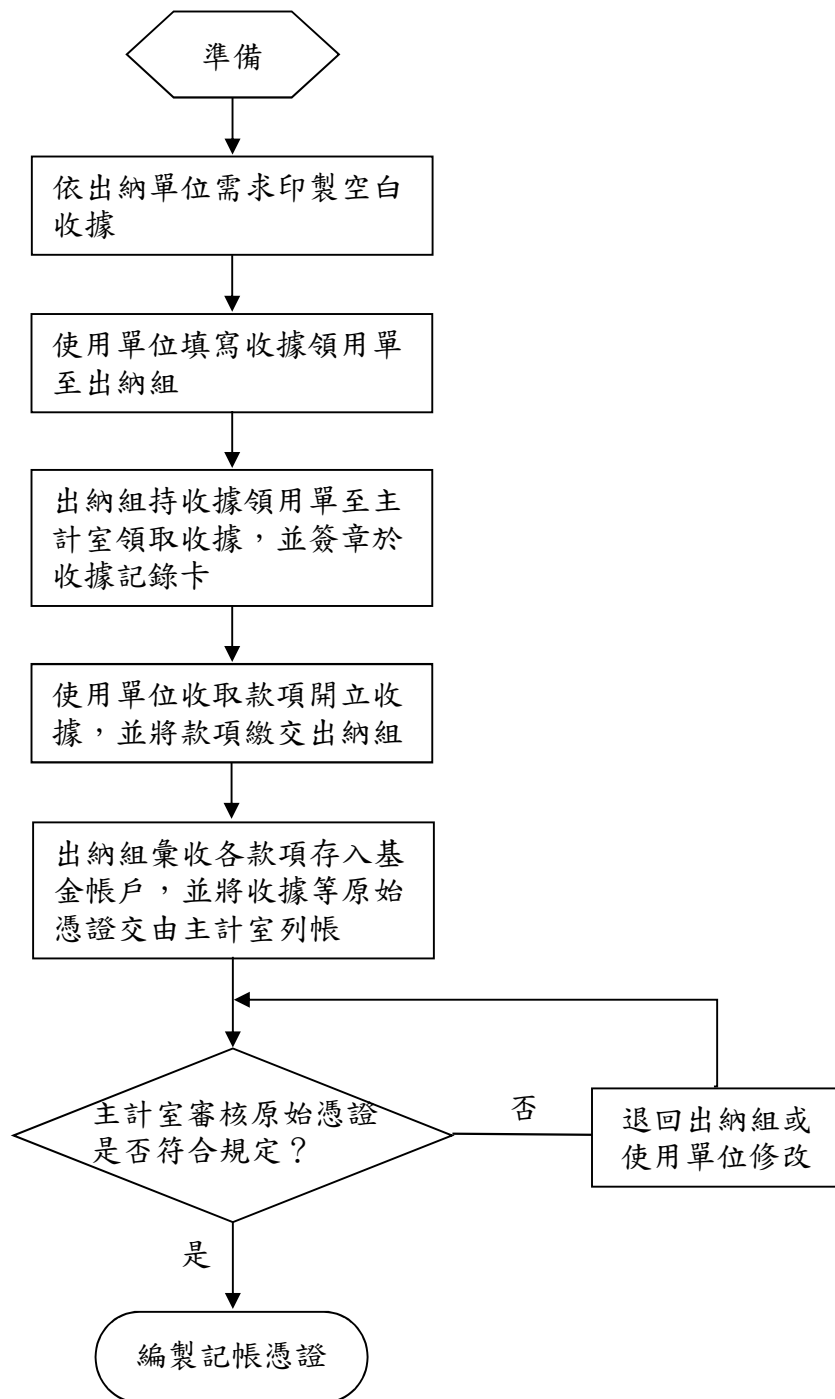 準備
依出納單位需求印製空白
收據
使用單位填寫收據領用單
至出納組
出納組持收據領用單至主
計室領取收據，並簽章於
收據記錄卡
使用單位收取款項開立收
據，並將款項繳交出納組
出納組彙收各款項存入基
金帳戶，並將收據等原始
憑證交由主計室列帳
主計室審核原始憑證
是否符合規定？
否
退回出納組或
使用單位修改
是
編製記帳憑證